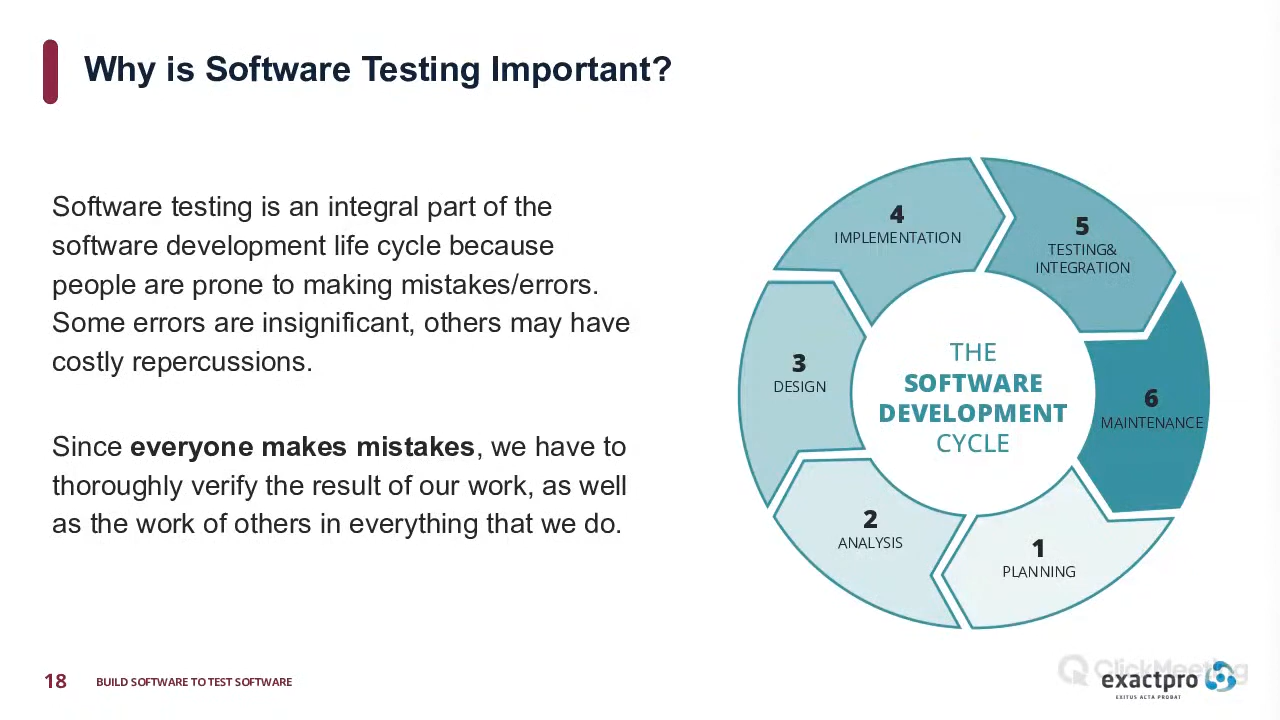 Why is Software Testing Important?
Software testing is an integral part of the
software development life cycle because
people are prone to making mistakes/errors.
Some errors are insignificant, others may have
costly repercussions.
Since everyone makes mistakes, we have to
thoroughly verify the result of our work, as well
as the work of others in everything that we do.
4
IMPLEMENTATION
5
TESTING&
INTEGRATION
3
DESIGN
THE
SOFTWARE
DEVELOPMENT
CYCLE
6
MAINTENANCE
2
ANALYSIS
1
PLANNING
18
BUILD SOFTWARE TO TEST SOFTWARE
ClickMeeting
exactpro
EXITUS ACTA PROBAT